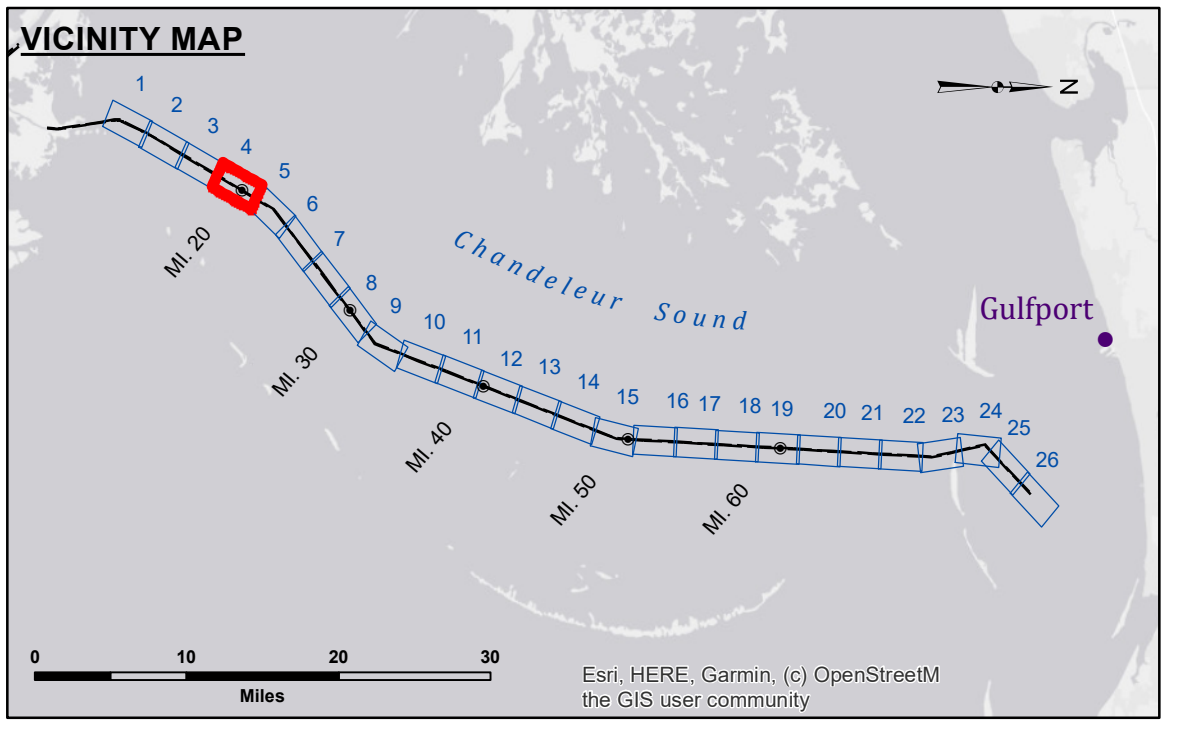 VICINITY MAP
N
1
2
3
4
5
6
7
8
9
10
11
12
13
14
15
16
17
18
19
20
21
22
23
24
25
26
MI. 20
MI. 30
MI. 40
MI. 50
MI. 60
Chandeleur Sound
Gulfport
0 10 20 30
Miles
Esri, HERE, Garmin, (c) OpenStreetM
the GIS user community